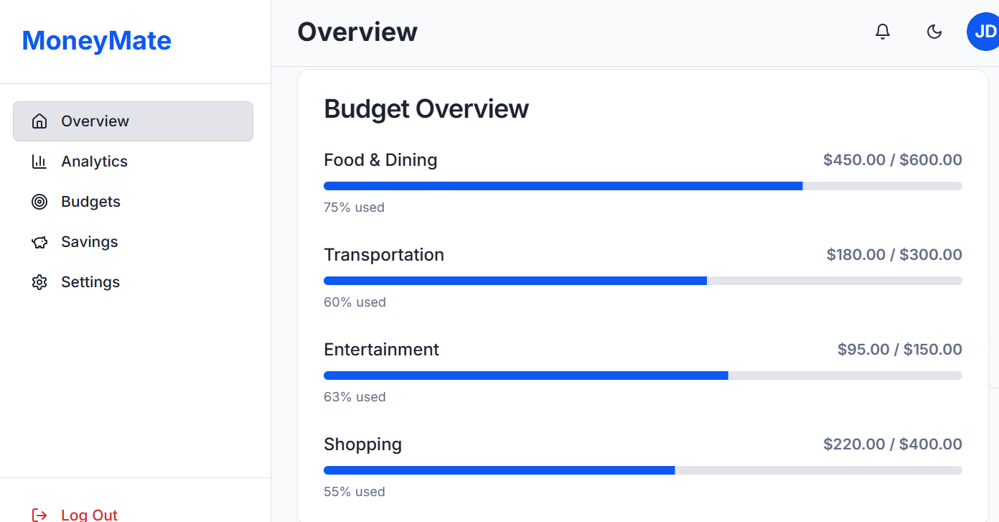 MoneyMate
Overview
Analytics
Budgets
Savings
Settings
Log Out
Overview
JD
Budget Overview
Food & Dining $450.00 / $600.00
75% used
Transportation $180.00 / $300.00
60% used
Entertainment $95.00 / $150.00
63% used
Shopping $220.00 / $400.00
55% used